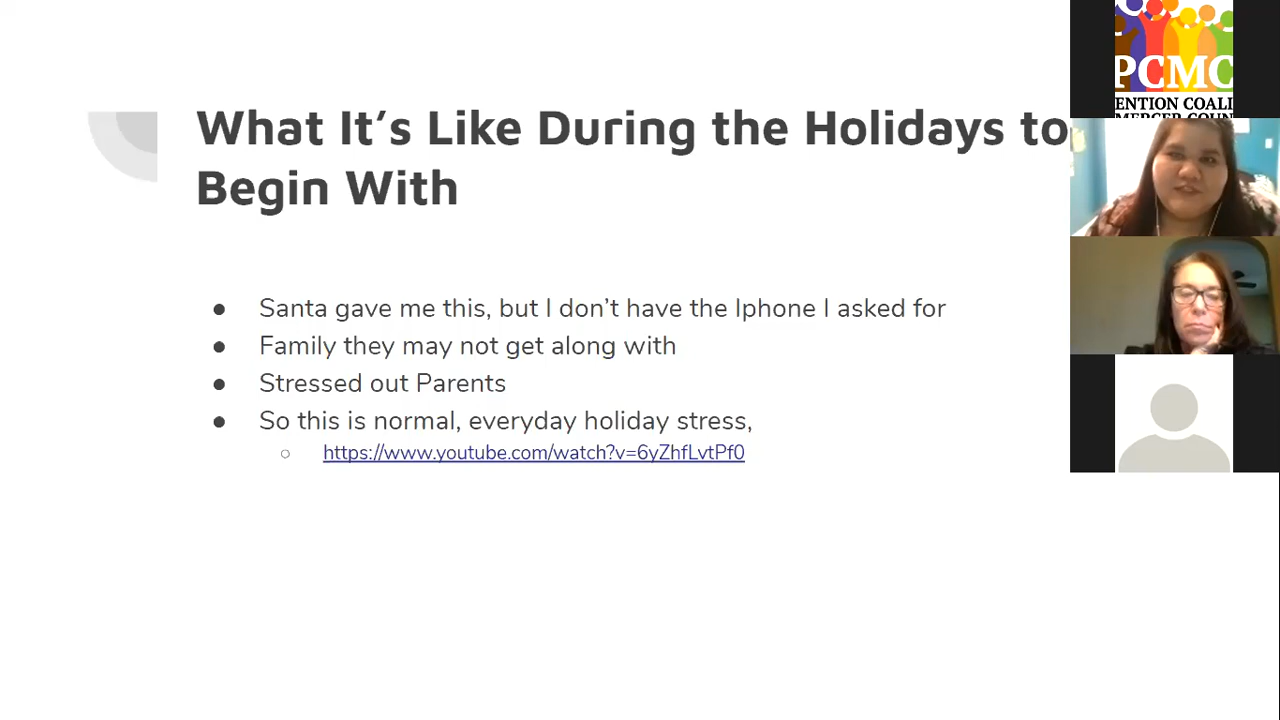 What It's Like During the Holidays to
Begin With
● Santa gave me this, but I don't have the Iphone I asked for
● Family they may not get along with
● Stressed out Parents
● So this is normal, everyday holiday stress,
○ https://www.youtube.com/watch?v=6yZhfLvtPf0
PCMC
ENTION COALI
MERCER COUN